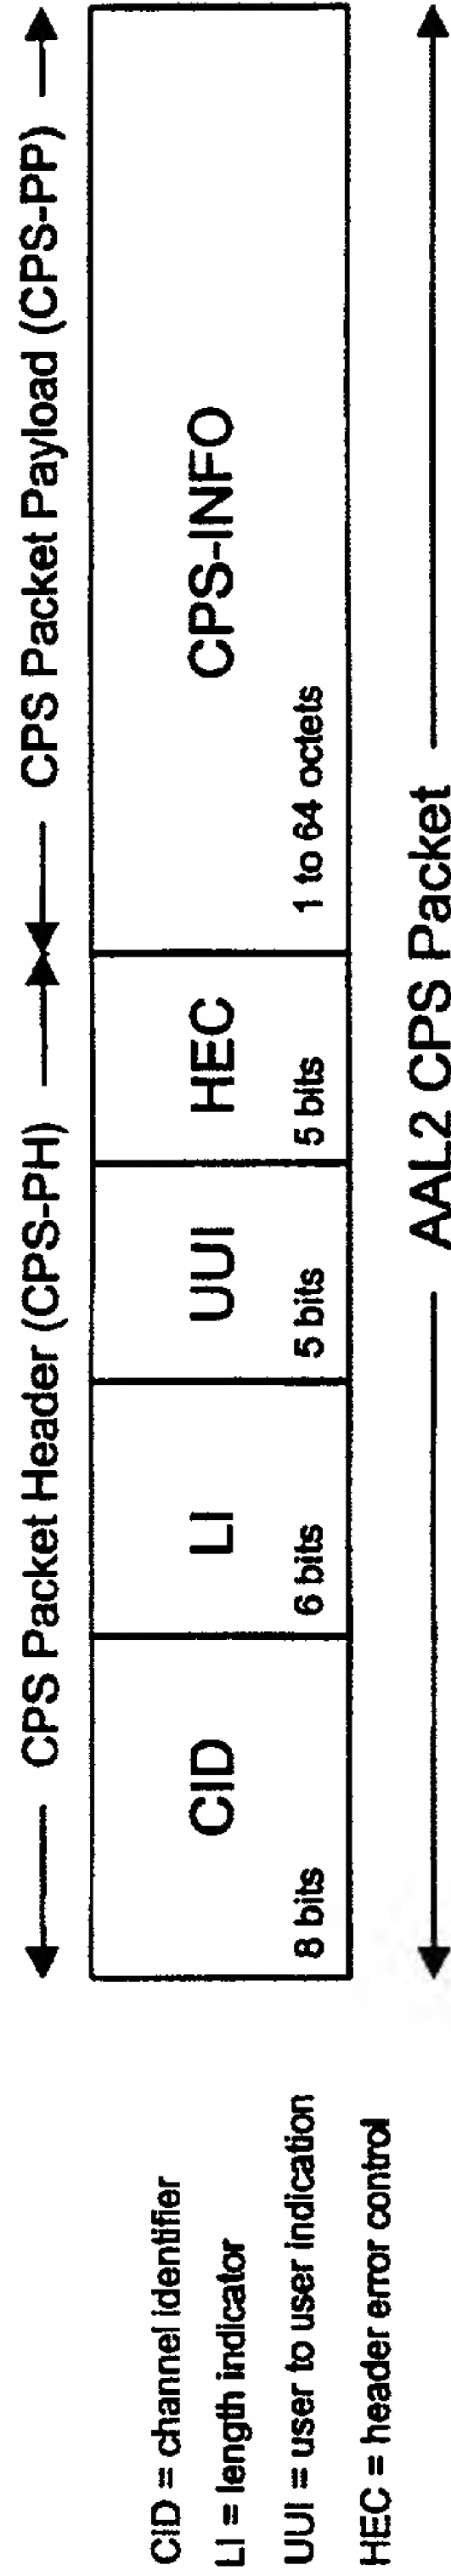 CPS Packet Header (CPS-PH) CPS Packet Payload (CPS-PP)
CID LI UUI HEC CPS-INFO
8 bits 6 bits 5 bits 5 bits 1 to 64 octets
AAL2 CPS Packet
CID = channel identifier
LI = length indicator
UUI = user to user indication
HEC = header error control